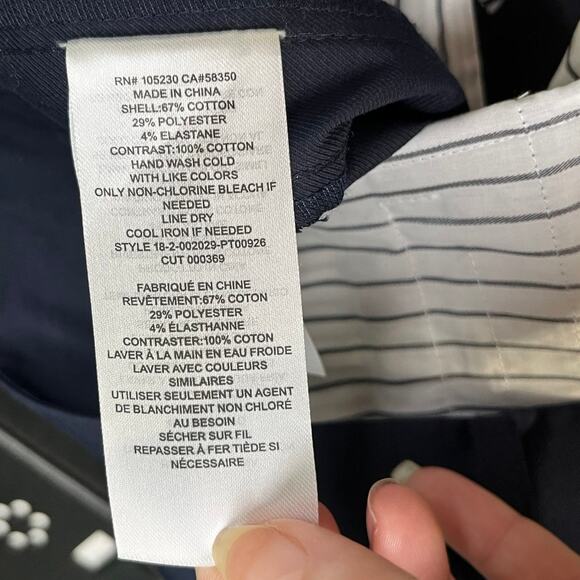 RN# 105230 CA#58350
MADE IN CHINA
SHELL:67% COTTON
29% POLYESTER
4% ELASTANE
CONTRAST:100% COTTON
HAND WASH COLD
WITH LIKE COLORS
ONLY NON-CHLORINE BLEACH IF
NEEDED
LINE DRY
COOL IRON IF NEEDED
STYLE 18-2-002029-PT00926
CUT 000369
FABRIQUÉ EN CHINE
REVÊTEMENT:67% COTON
29% POLYESTER
4% ÉLASTHANNE
CONTRASTER:100% COTON
LAVER À LA MAIN EN EAU FROIDE
LAVER AVEC COULEURS
SIMILAIRES
UTILISER SEULEMENT UN AGENT
DE BLANCHIMENT NON CHLORÉ
AU BESOIN
SÉCHER SUR FIL
REPASSER À FER TIÈDE SI
NÉCESSAIRE